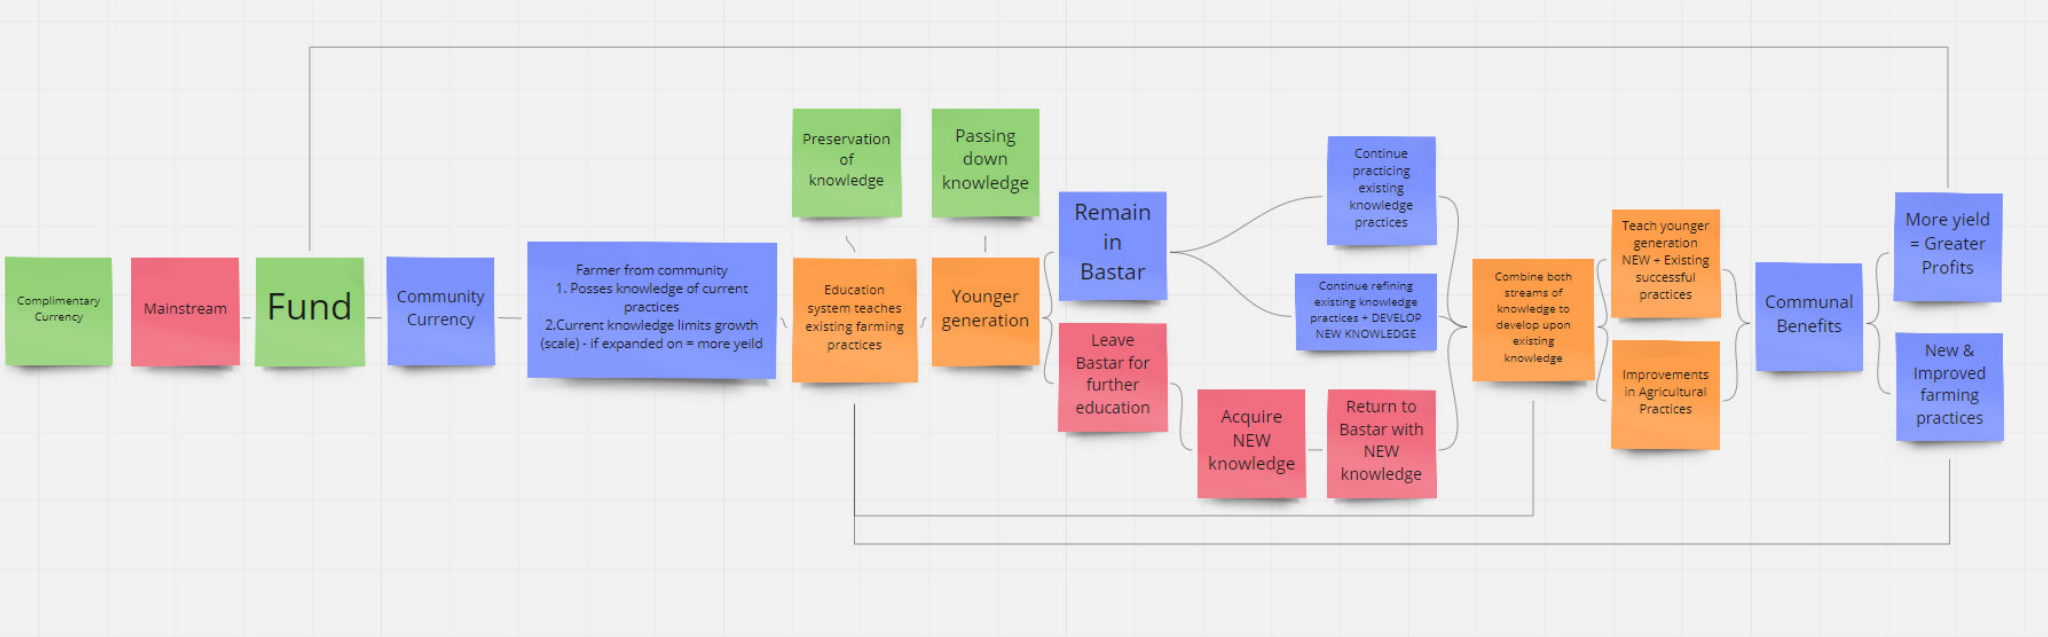 Complimentary
Currency
Mainstream
Fund
Community
Currency
Farmer from community
1. Posses knowledge of current
practices
2.Current knowledge limits growth
(scale) - if expanded on = more yeild
Preservation
of
knowledge
Education
system teaches
existing farming
practices
Passing
down
knowledge
Younger
generation
Remain
in
Bastar
Leave
Bastar for
further
education
Acquire
NEW
knowledge
Return to
Bastar with
NEW
knowledge
Continue
practicing
existing
knowledge
practices
Continue refining
existing knowledge
practices + DEVELOP
NEW KNOWLEDGE
Combine both
streams of
knowledge to
develop upon
existing
knowledge
Teach younger
generation
NEW + Existing
successful
practices
Improvements
in Agricultural
Practices
Communal
Benefits
More yield
= Greater
Profits
New &
Improved
farming
practices